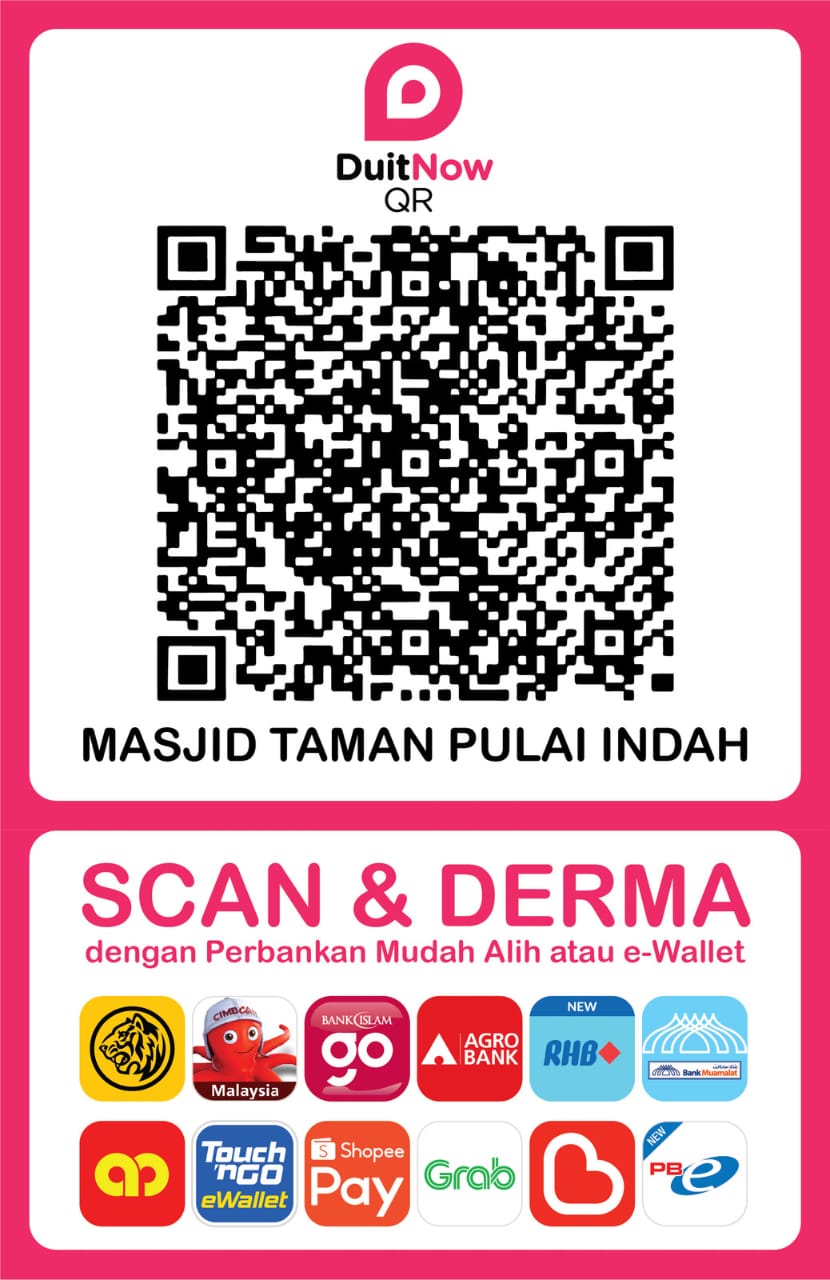 DuitNow
QR
MASJID TAMAN PULAI INDAH
SCAN & DERMA
dengan Perbankan Mudah Alih atau e-Wallet
CIMB
Malaysia
BANK ISLAM
go
AGRO
BANK
NEW
RHB
Bank Muamalat
Touch
'nGO
eWallet
S Shopee
Pay
Grab
NEW
PBe